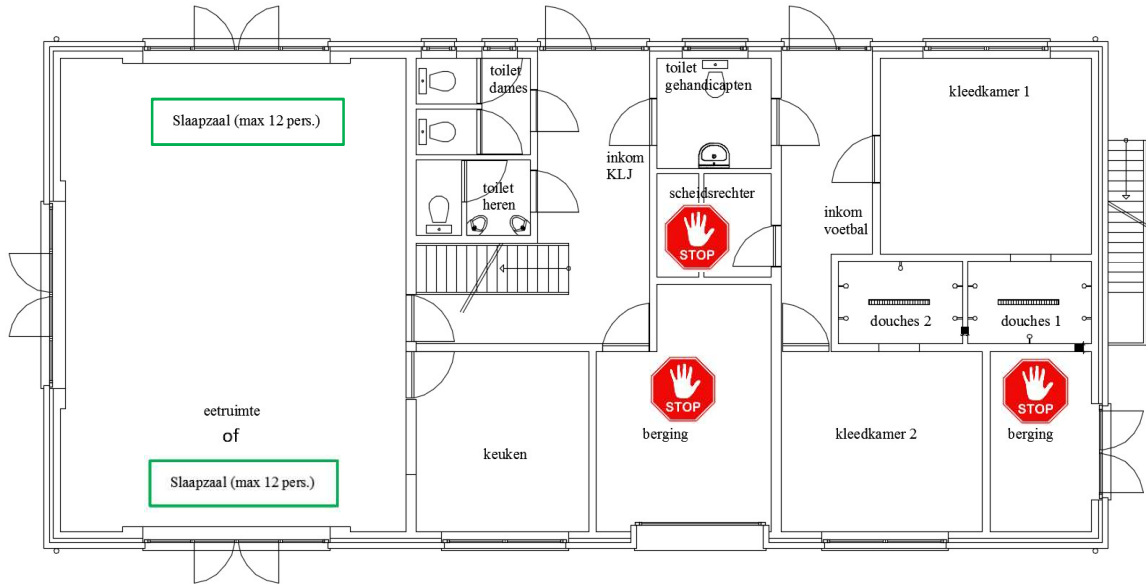 toilet
dames
toilet
gehandicapten
kleedkamer 1
Slaapzaal (max 12 pers.)
inkom
KLJ
toilet
heren
scheidsrechter
STOP
inkom
voetbal
douches 2
douches 1
eetruimte
of
STOP
STOP
berging
kleedkamer 2
berging
keuken
Slaapzaal (max 12 pers.)